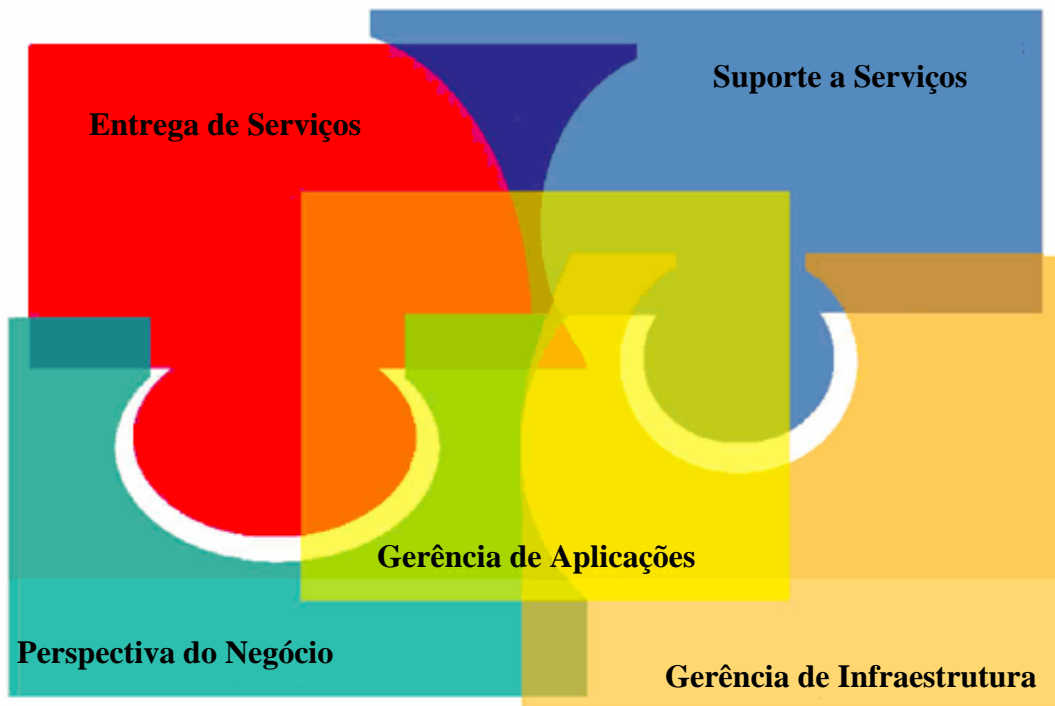 Suporte a Serviços
Entrega de Serviços
Gerência de Aplicações
Perspectiva do Negócio
Gerência de Infraestrutura